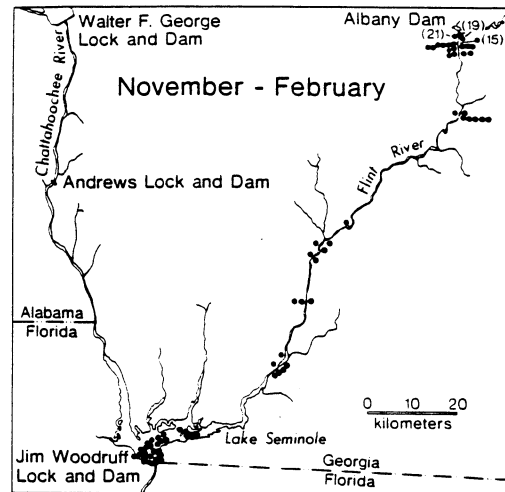 Walter F. George
Lock and Dam
Albany Dam
(19)
(21)
(15)
Chattahoochee River
November - February
Flint River
Andrews Lock and Dam
Alabama
Florida
0 10 20
kilometers
Lake Seminole
Jim Woodruff
Lock and Dam
Georgia
Florida